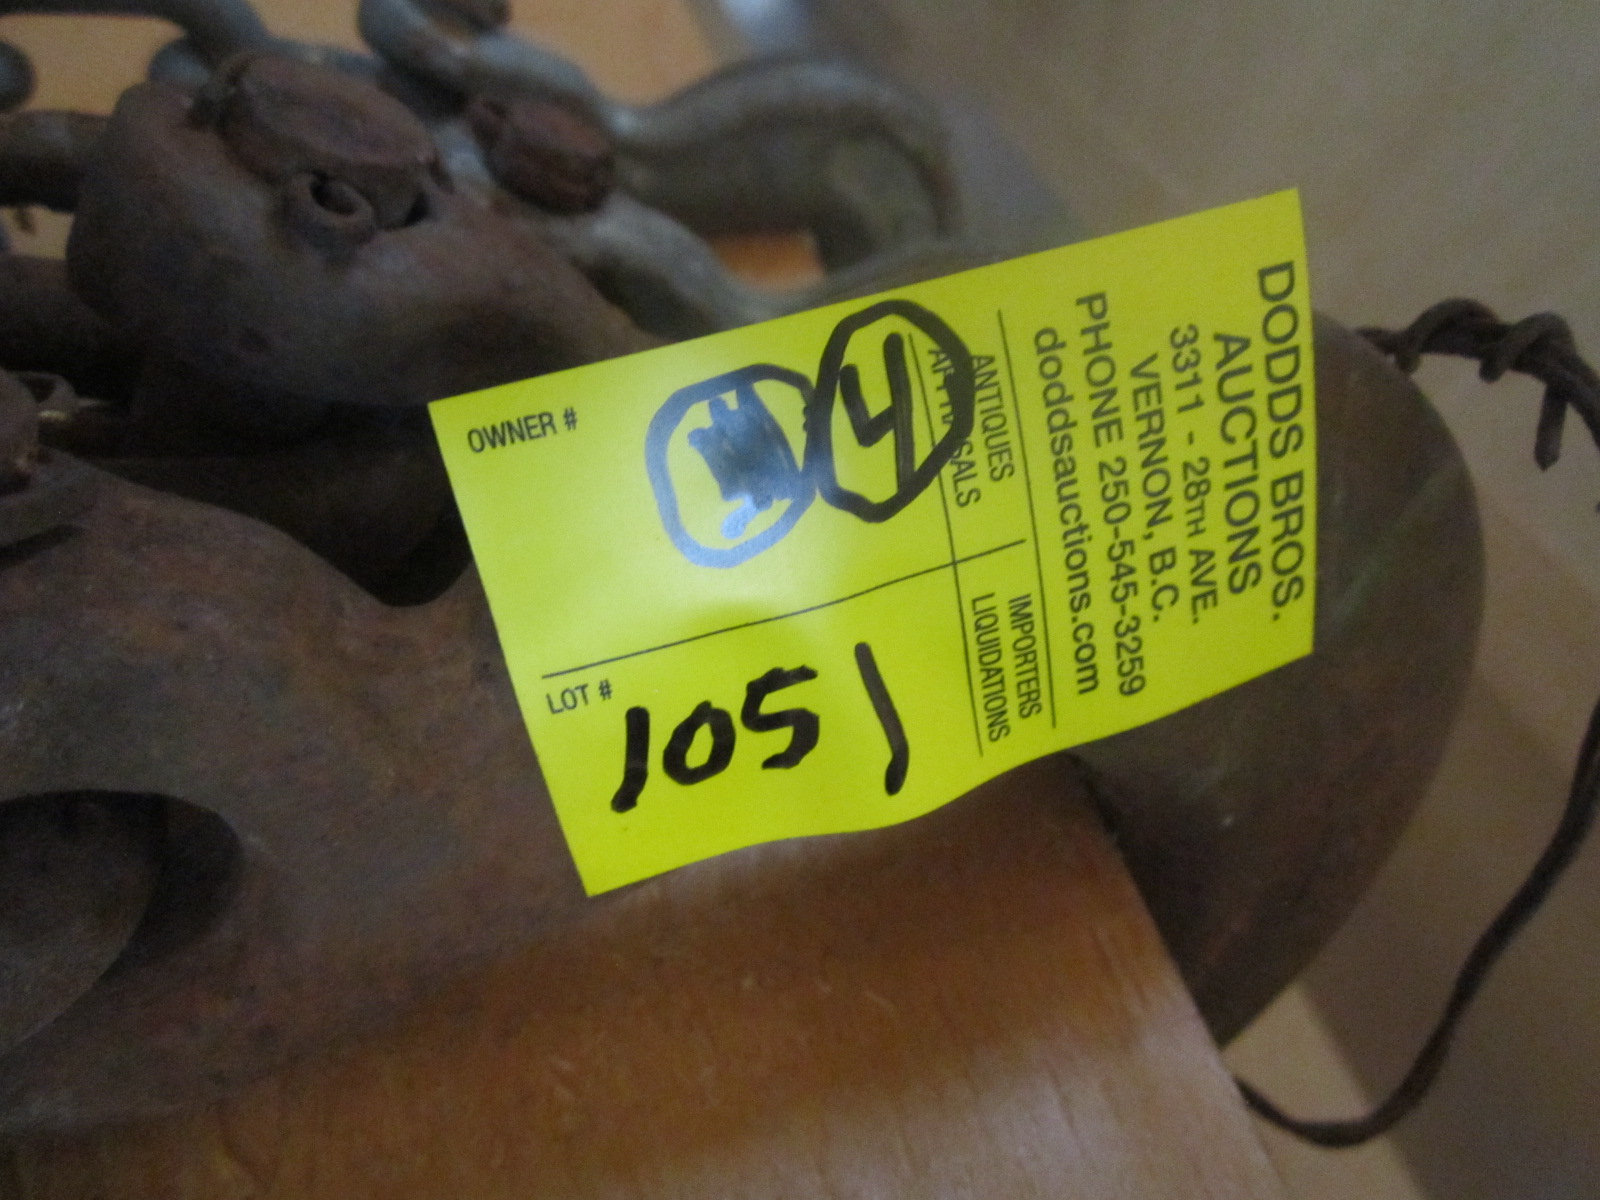 DODDS BROS.
AUCTIONS
3311 - 28TH AVE.
VERNON, B.C.
PHONE 250-545-3259
doddsauctions.com
ANTIQUES
APPRAISALS
IMPORTERS
LIQUIDATIONS
OWNER #
4
LOT #
1051